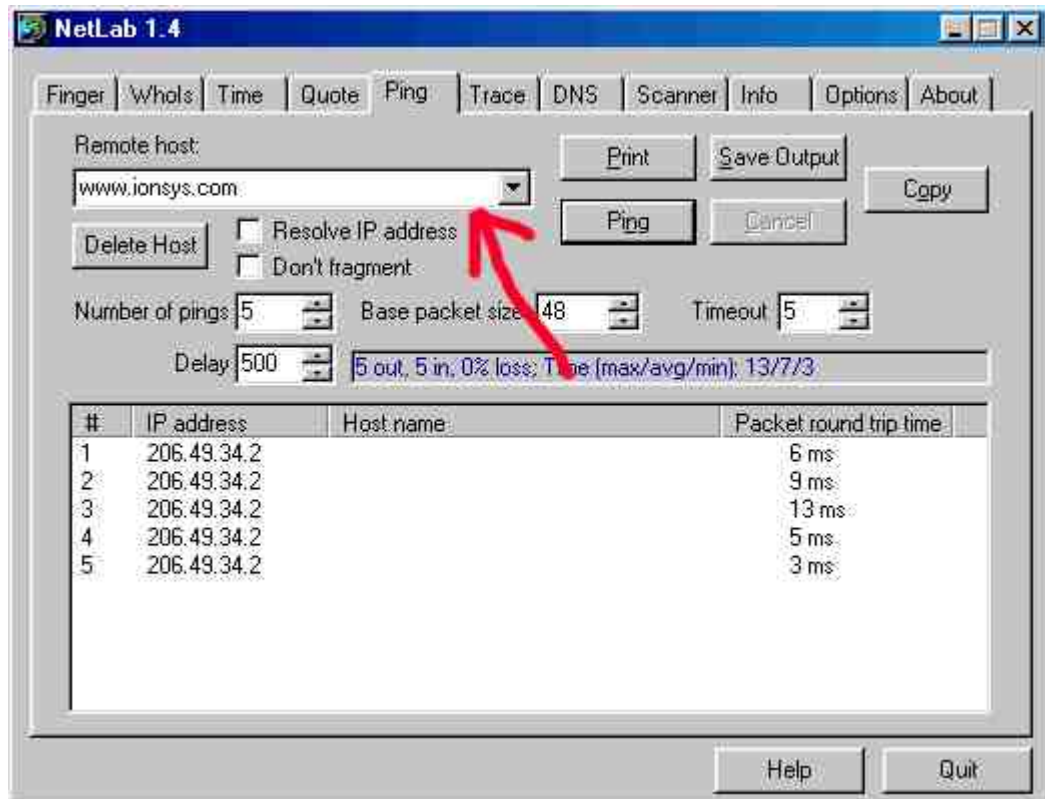 NetLab 1.4
Finger WhoIs Time Quote Ping Trace DNS Scanner Info Options About
Remote host:
www.ionsys.com
Print Save Output
Copy
Ping Cancel
Delete Host
Resolve IP address
Don't fragment
Number of pings 5 Base packet size 48 Timeout 5
Delay 500 5 out, 5 in, 0% loss; Time (max/avg/min): 13/7/3
# IP address Host name Packet round trip time
1 206.49.34.2 6 ms
2 206.49.34.2 9 ms
3 206.49.34.2 13 ms
4 206.49.34.2 5 ms
5 206.49.34.2 3 ms
Help Quit